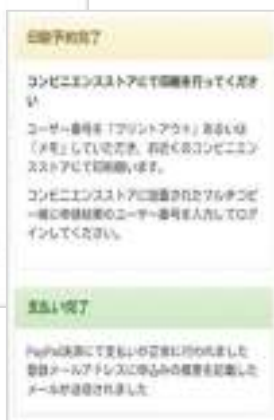 印刷予約完了
コンビニエンスストアにて印刷を行ってくださ
い
ユーザー番号を「プリントアウト」あるいは
「メモ」していただき、お近くのコンビニエン
スストアにて印刷願います。
コンビニエンスストアに設置されたマルチコピ
ー機に申請結果のユーザー番号を入力してログ
インしてください。
支払い完了
PayPal決済にて支払いが正常に行われました
登録メールアドレスに申込みの概要を記載した
メールが送信されました